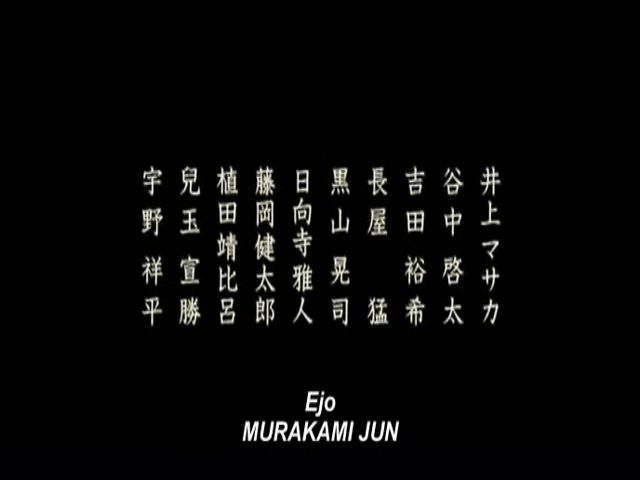 井上マサカ
谷中啓太
吉田裕希
長屋猛
黒山晃司
日向寺雅人
藤岡健太郎
植田靖比呂
兒玉宣勝
宇野祥平
Ejo
MURAKAMI JUN